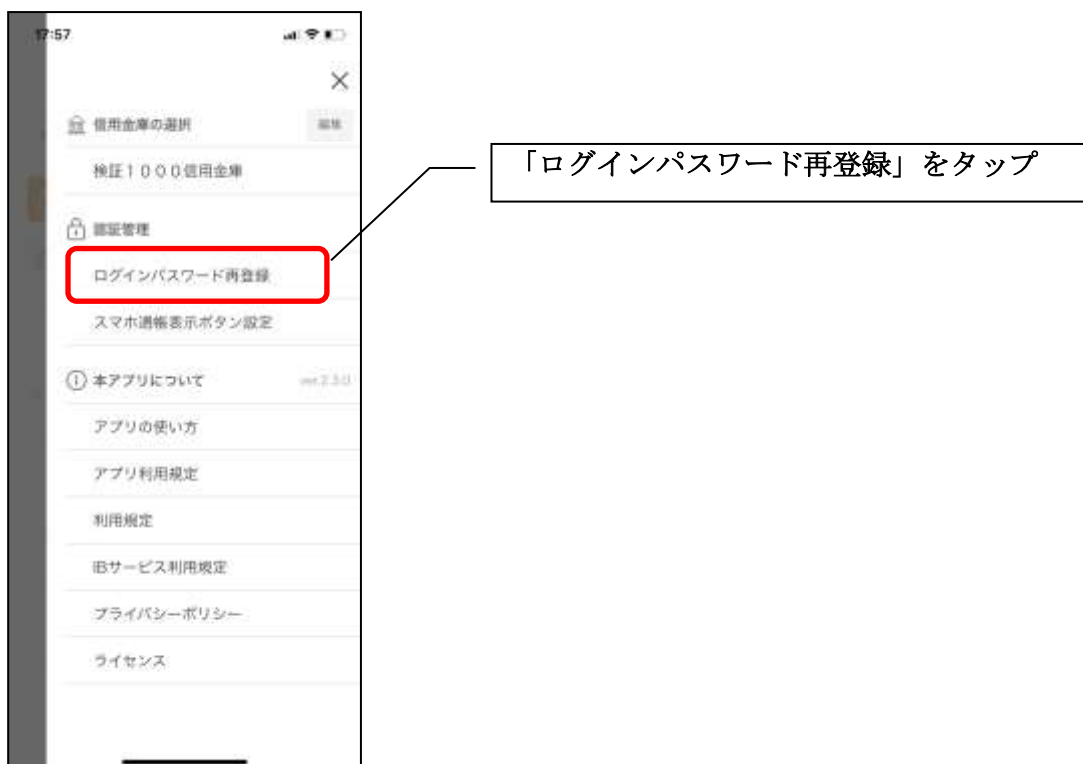 17:57
信用金庫の選択 編集
検証1000信用金庫
認証管理
ログインパスワード再登録
スマホ通帳表示ボタン設定
本アプリについて ver.2.3.0
アプリの使い方
アプリ利用規定
利用規定
IBサービス利用規定
プライバシーポリシー
ライセンス
「ログインパスワード再登録」をタップ